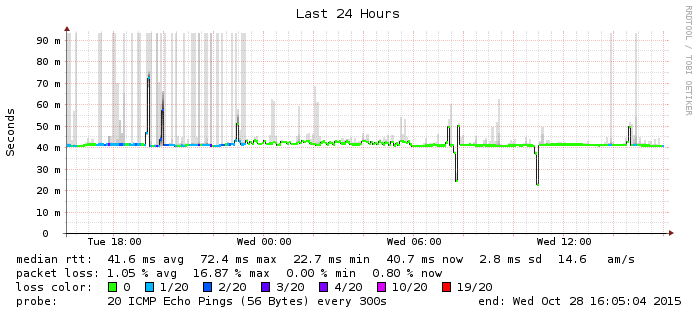 Last 24 Hours
RRDTOOL / TOBI OETIKER
Seconds
90 m
80 m
70 m
60 m
50 m
40 m
30 m
20 m
10 m
0
Tue 18:00 Wed 00:00 Wed 06:00 Wed 12:00
median rtt: 41.6 ms avg 72.4 ms max 22.7 ms min 40.7 ms now 2.8 ms sd 14.6 am/s
packet loss: 1.05 % avg 16.87 % max 0.00 % min 0.80 % now
loss color: 0 1/20 2/20 3/20 4/20 10/20 19/20
probe: 20 ICMP Echo Pings (56 Bytes) every 300s end: Wed Oct 28 16:05:04 2015